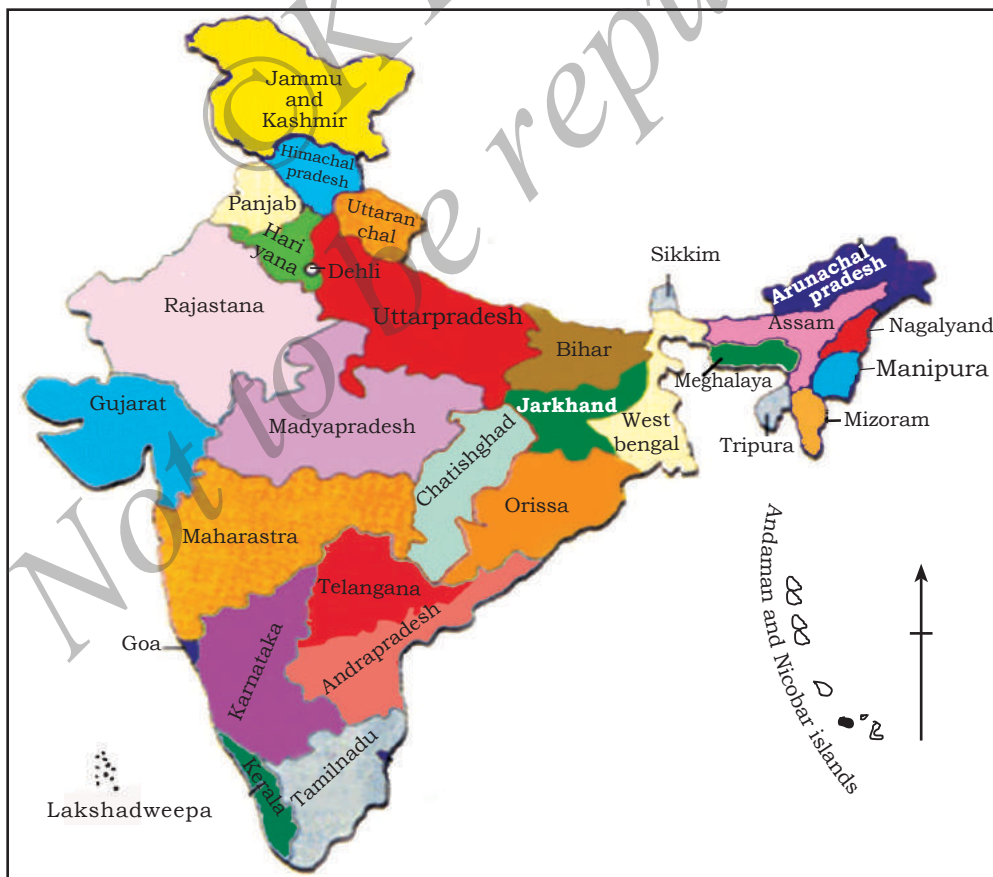 Jammu
and
Kashmir
Himachal
pradesh
Panjab
Uttaran
chal
Hari
yana
Dehli
Sikkim
Arunachal
pradesh
Rajastana
Uttarpradesh
Assam
Nagalyand
Bihar
Meghalaya
Manipura
Gujarat
Jarkhand
Madyapradesh
West
bengal
Tripura
Mizoram
Chatishghad
Orissa
Maharastra
Telangana
Andaman and Nicobar islands
Goa
Karnataka
Andrapradesh
Tamilnadu
Kerala
Lakshadweepa
Not to be repu
©K